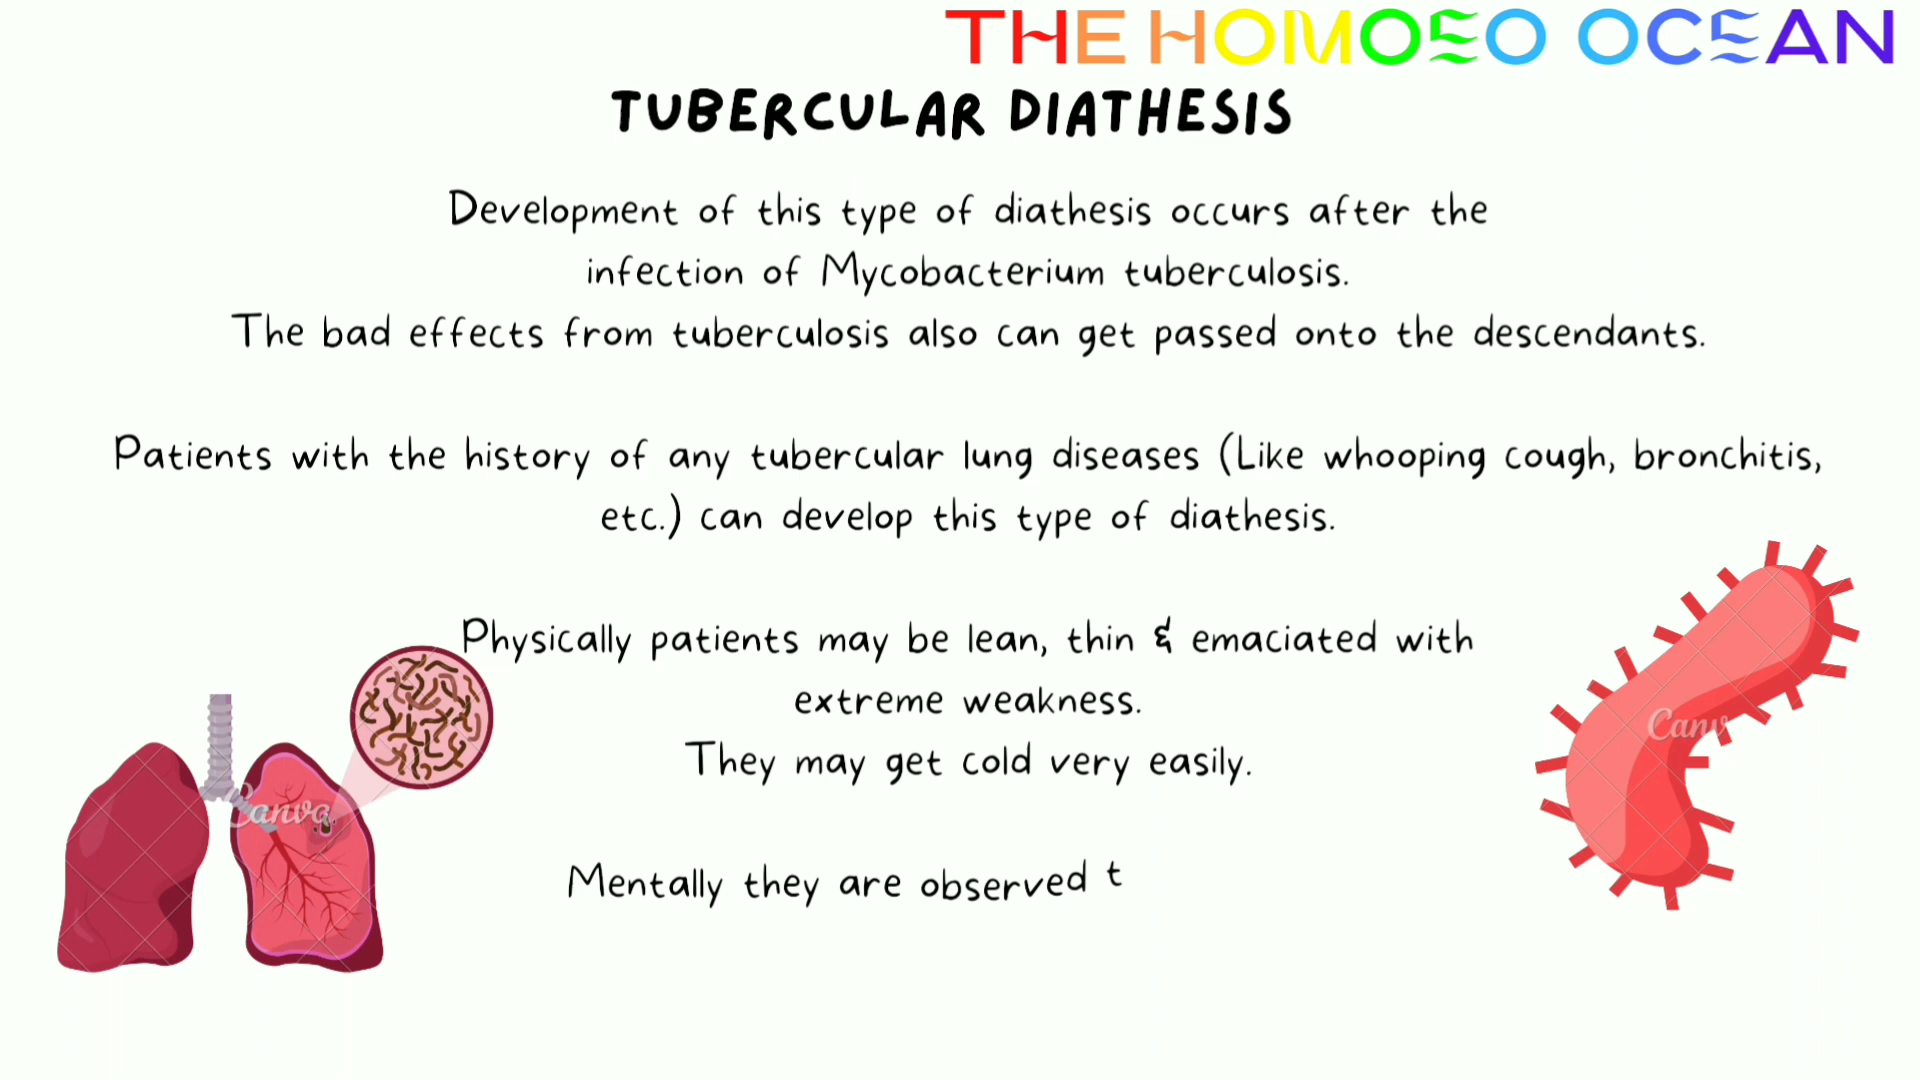 THE HOMOEO OCEAN
TUBERCULAR DIATHESIS
Development of this type of diathesis occurs after the
infection of Mycobacterium tuberculosis.
The bad effects from tuberculosis also can get passed onto the descendants.
Patients with the history of any tubercular lung diseases (Like whooping cough, bronchitis,
etc.) can develop this type of diathesis.
Physically patients may be lean, thin & emaciated with
extreme weakness.
They may get cold very easily.
Canv
Canva
Mentally they are observed t